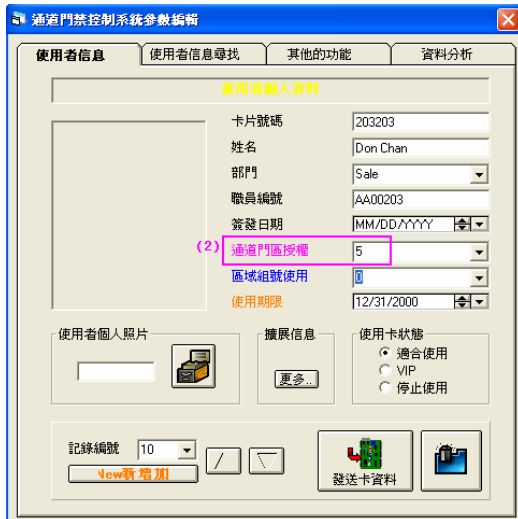 通道門禁控制系統參數編輯
使用者信息 使用者信息尋找 其他的功能 資料分析
使用者個人資料
卡片號碼 203203
姓名 Don Chan
部門 Sale
職員編號 AA00203
簽發日期 MM/DD/YYYY
(2) 通道門區授權 5
區域組號使用 0
使用期限 12/31/2000
使用者個人照片 擴展信息 使用卡狀態
適合使用
VIP
更多.. 停止使用
記錄編號 10
New新增加
發送卡資料